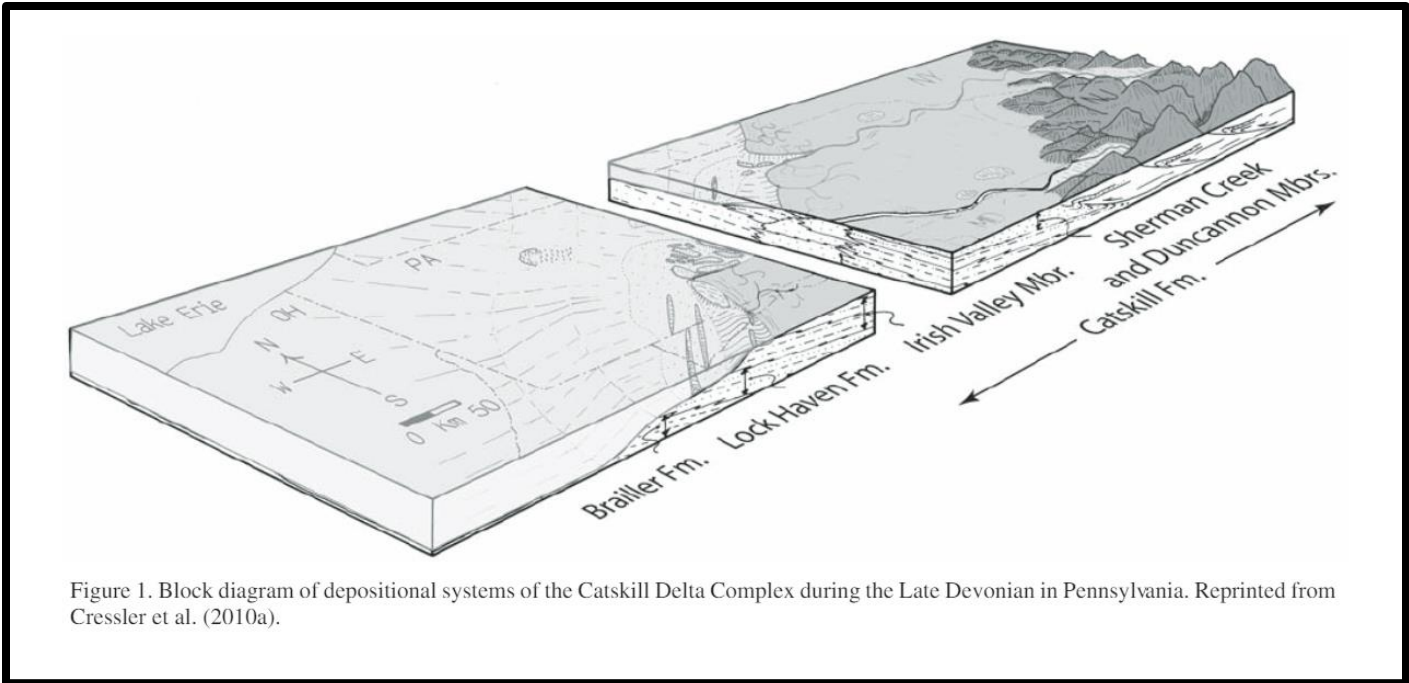 NY
MD
Lake Erie
OH
PA
N
E
W
S
0 Km 50
Brailler Fm.
Lock Haven Fm.
Irish Valley Mbr.
Sherman Creek
and Duncannon Mbrs.
Catskill Fm.
Figure 1. Block diagram of depositional systems of the Catskill Delta Complex during the Late Devonian in Pennsylvania. Reprinted from
Cressler et al. (2010a).